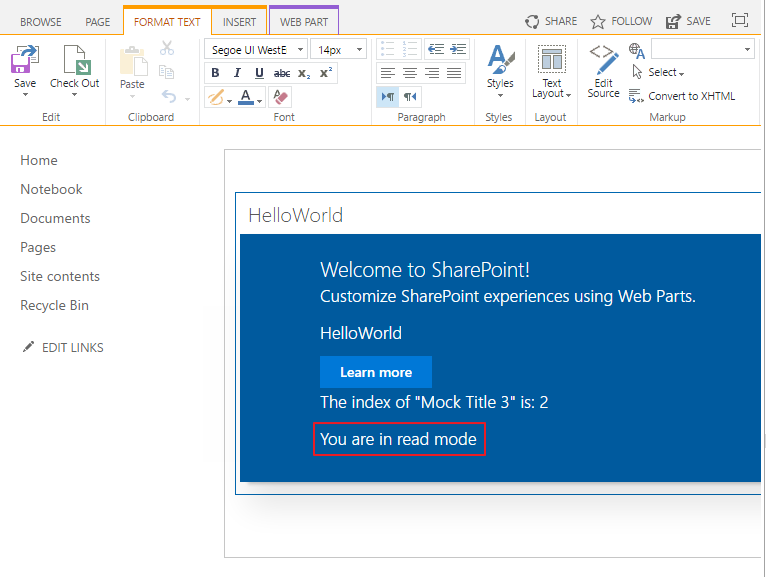 BROWSE PAGE FORMAT TEXT INSERT WEB PART SHARE FOLLOW SAVE
Segoe UI WestE 14px
Save Check Out Paste B I U abc x₂ x² Styles Text Layout Edit Source Select
A Convert to XHTML
Edit Clipboard Font Paragraph Styles Layout Markup
Home
Notebook
Documents
Pages
Site contents
Recycle Bin
EDIT LINKS
HelloWorld
Welcome to SharePoint!
Customize SharePoint experiences using Web Parts.
HelloWorld
Learn more
The index of "Mock Title 3" is: 2
You are in read mode